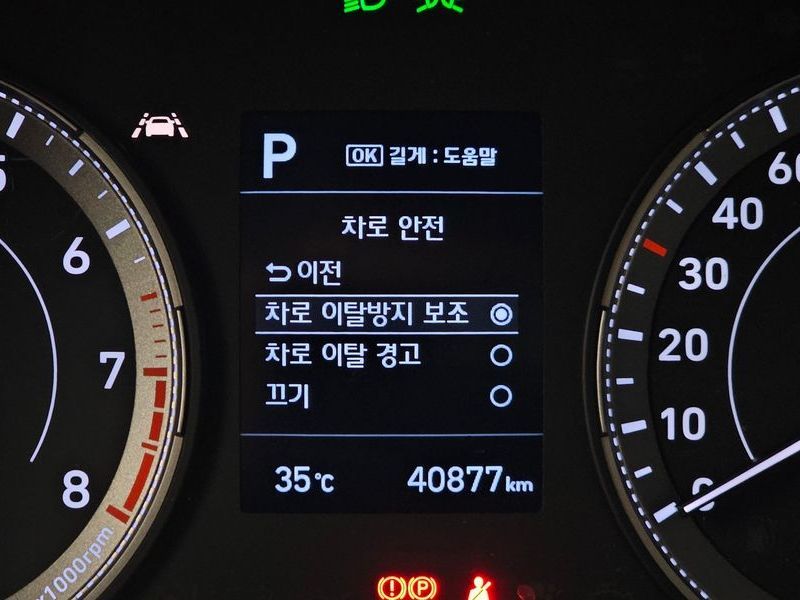 P
OK 길게 : 도움말
차로 안전
이전
차로 이탈방지 보조
차로 이탈 경고
끄기
35°C 40877km
6
7
8
x1000rpm
60
40
30
20
10
0
P